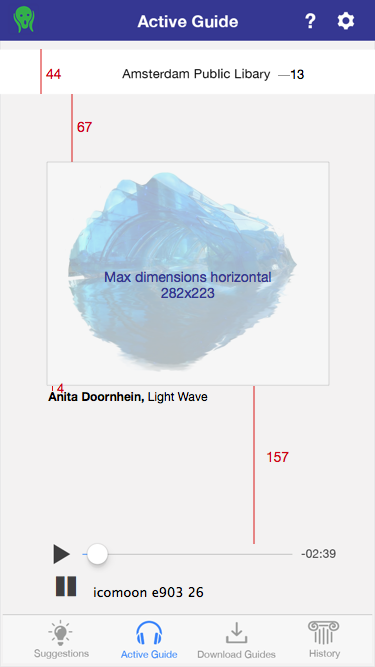 Active Guide ?
44 Amsterdam Public Libary —13
67
Max dimensions horizontal
282x223
4
Anita Doornhein, Light Wave
157
-02:39
icomoon e903 26
Suggestions Active Guide Download Guides History